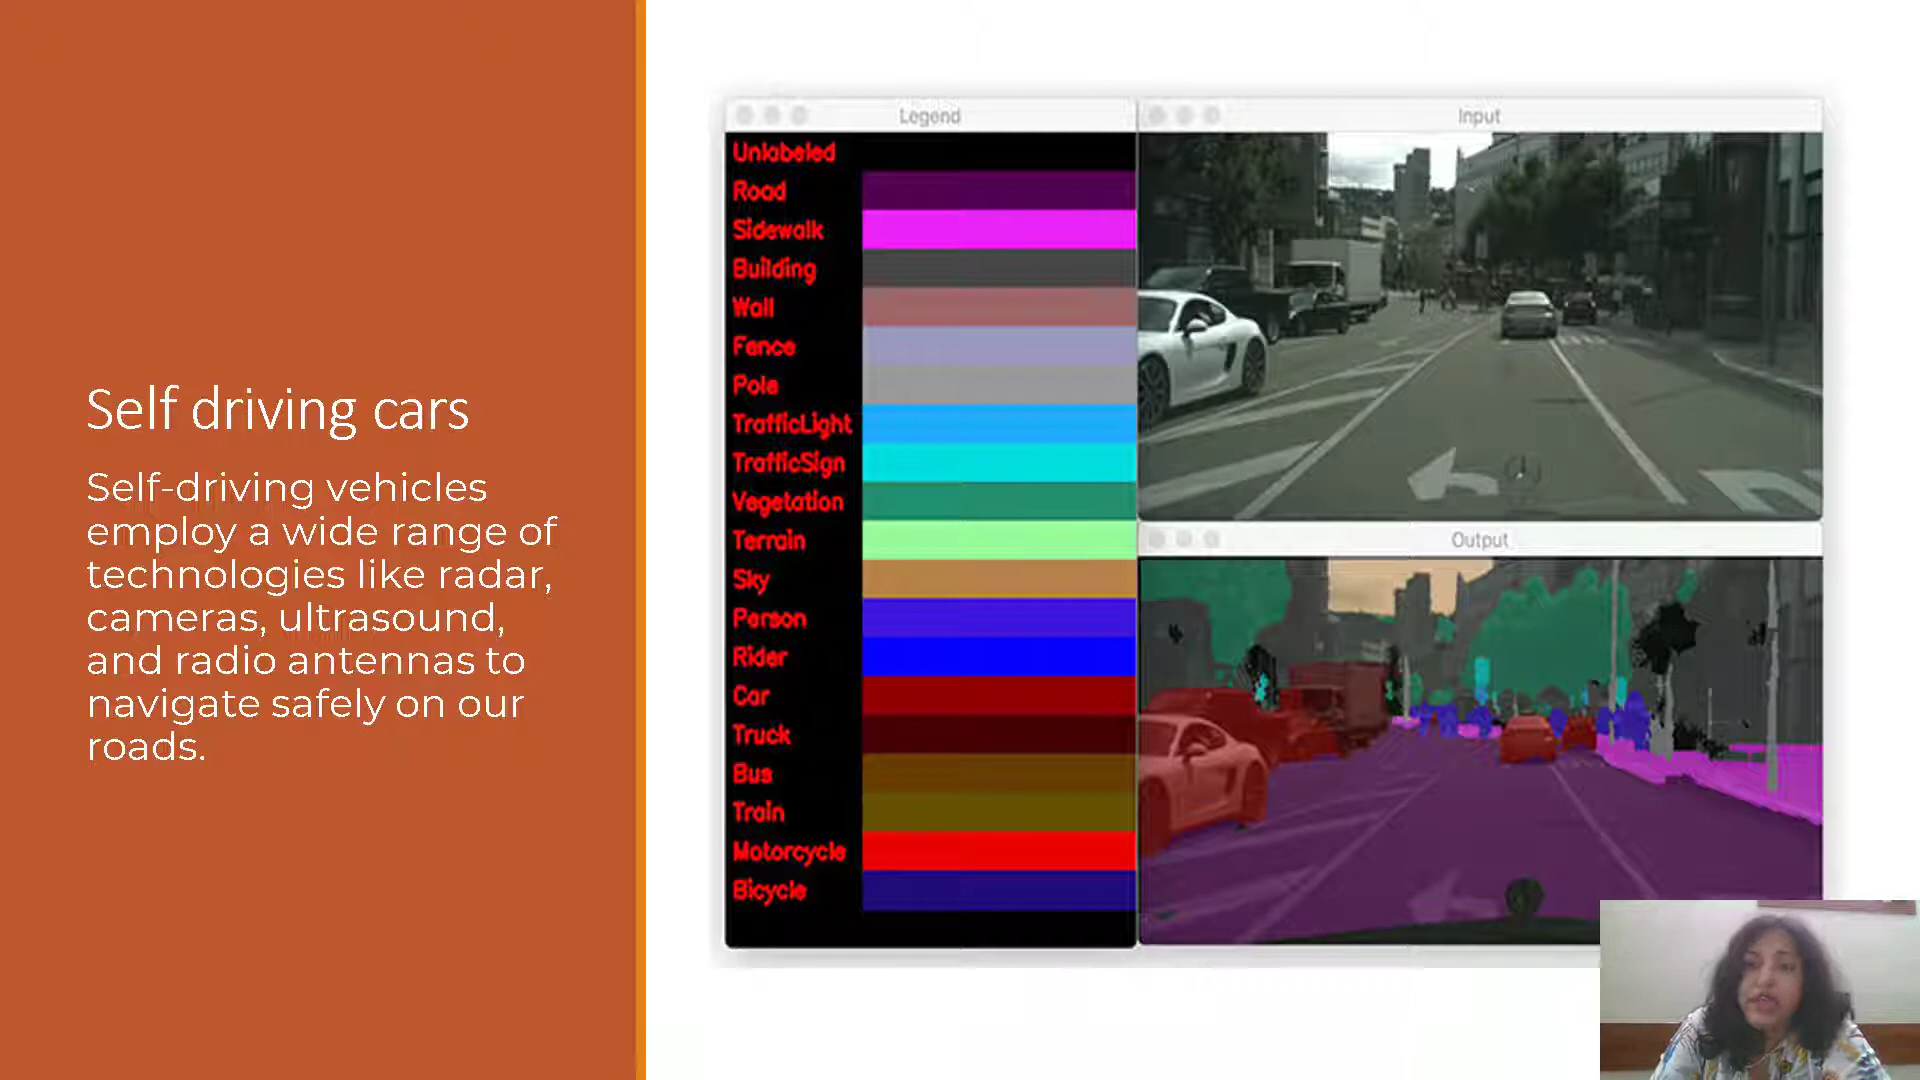 Self driving cars
Self-driving vehicles
employ a wide range of
technologies like radar,
cameras, ultrasound,
and radio antennas to
navigate safely on our
roads.
Legend
Unlabeled
Road
Sidewalk
Building
Wall
Fence
Pole
TrafficLight
TrafficSign
Vegetation
Terrain
Sky
Person
Rider
Car
Truck
Bus
Train
Motorcycle
Bicycle
Input
Output